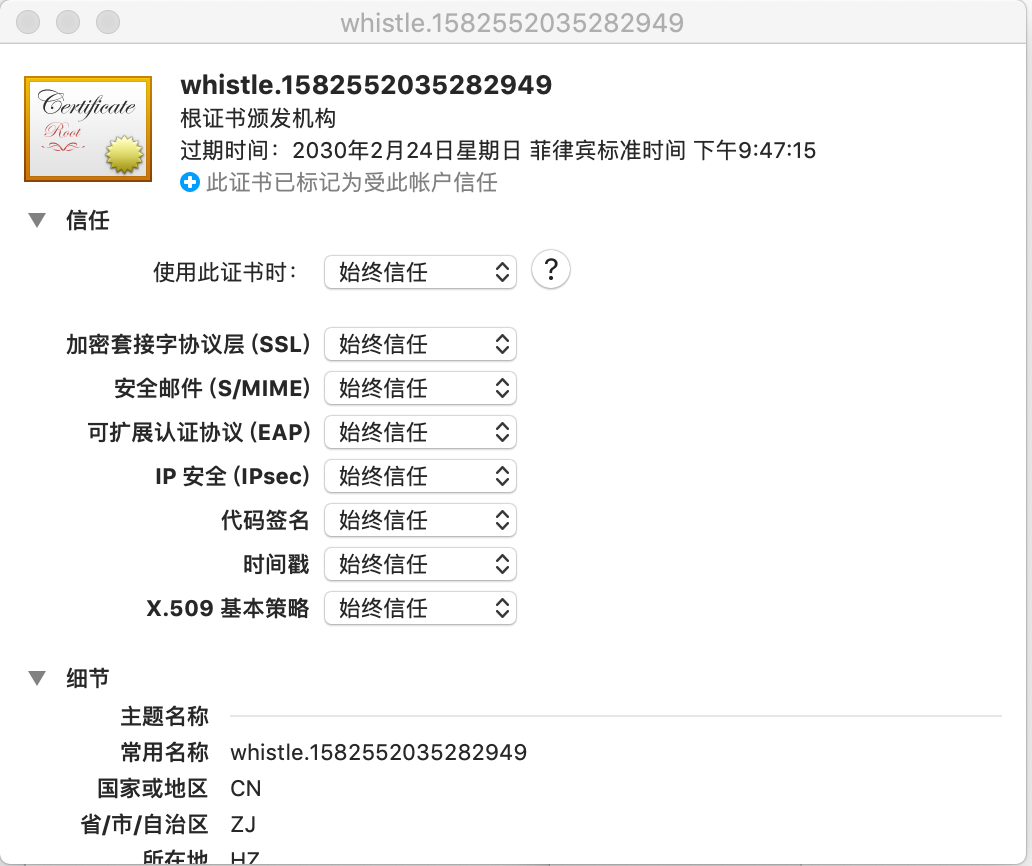 whistle.1582552035282949
Certificate
Root
whistle.1582552035282949
根证书颁发机构
过期时间：2030年2月24日星期日 菲律宾标准时间 下午9:47:15
此证书已标记为受此帐户信任
信任
使用此证书时： 始终信任 ?
加密套接字协议层 (SSL) 始终信任
安全邮件 (S/MIME) 始终信任
可扩展认证协议 (EAP) 始终信任
IP 安全 (IPsec) 始终信任
代码签名 始终信任
时间戳 始终信任
X.509 基本策略 始终信任
细节
主题名称
常用名称 whistle.1582552035282949
国家或地区 CN
省/市/自治区 ZJ
所在地 HZ